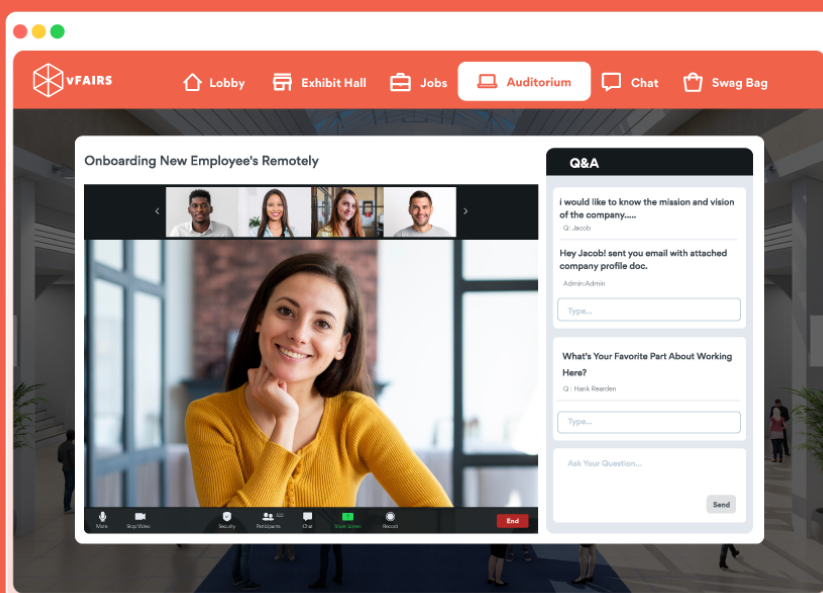 vFAIRS
Lobby
Exhibit Hall
Jobs
Auditorium
Chat
Swag Bag
Onboarding New Employee's Remotely
Q&A
i would like to know the mission and vision
of the company.....
Q: Jacob
Hey Jacob! sent you email with attached
company profile doc.
Admin:Admin
Type...
What's Your Favorite Part About Working
Here?
Q : Hank Rearden
Type...
Ask Your Question...
Send
Mute
Stop Video
Security
Participants
Chat
Share Screen
Record
End